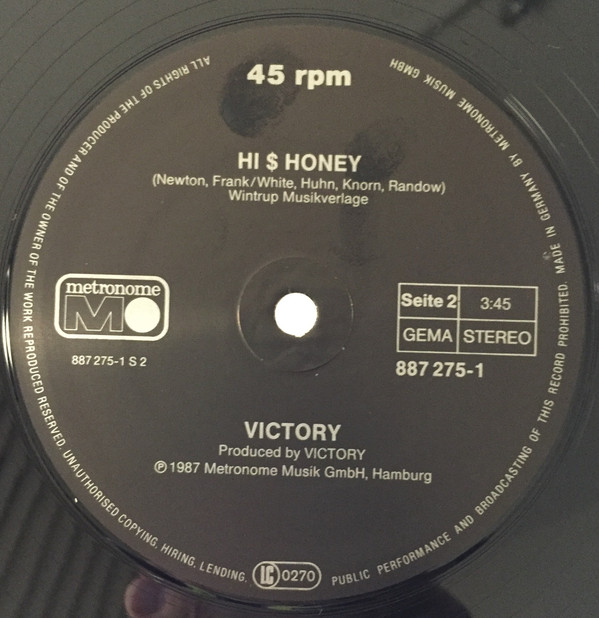 45 rpm
HI $ HONEY
(Newton, Frank/White, Huhn, Knorn, Randow)
Wintrup Musikverlage
metronome
MO
887 275-1 S 2
Seite 2 3:45
GEMA STEREO
887 275-1
VICTORY
Produced by VICTORY
℗ 1987 Metronome Musik GmbH, Hamburg
ALL RIGHTS OF THE PRODUCER AND OF THE OWNER OF THE WORK REPRODUCED RESERVED. UNAUTHORISED COPYING, HIRING, LENDING, LC 0270 PUBLIC PERFORMANCE AND BROADCASTING OF THIS RECORD PROHIBITED. MADE IN GERMANY BY METRONOME MUSIK GMBH